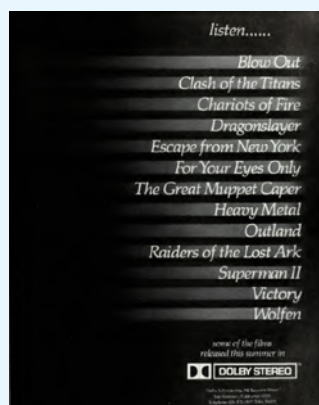 listen......
Blow Out
Clash of the Titans
Chariots of Fire
Dragonslayer
Escape from New York
For Your Eyes Only
The Great Muppet Caper
Heavy Metal
Outland
Raiders of the Lost Ark
Superman II
Victory
Wolfen
some of the films
released this summer in
DOLBY STEREO